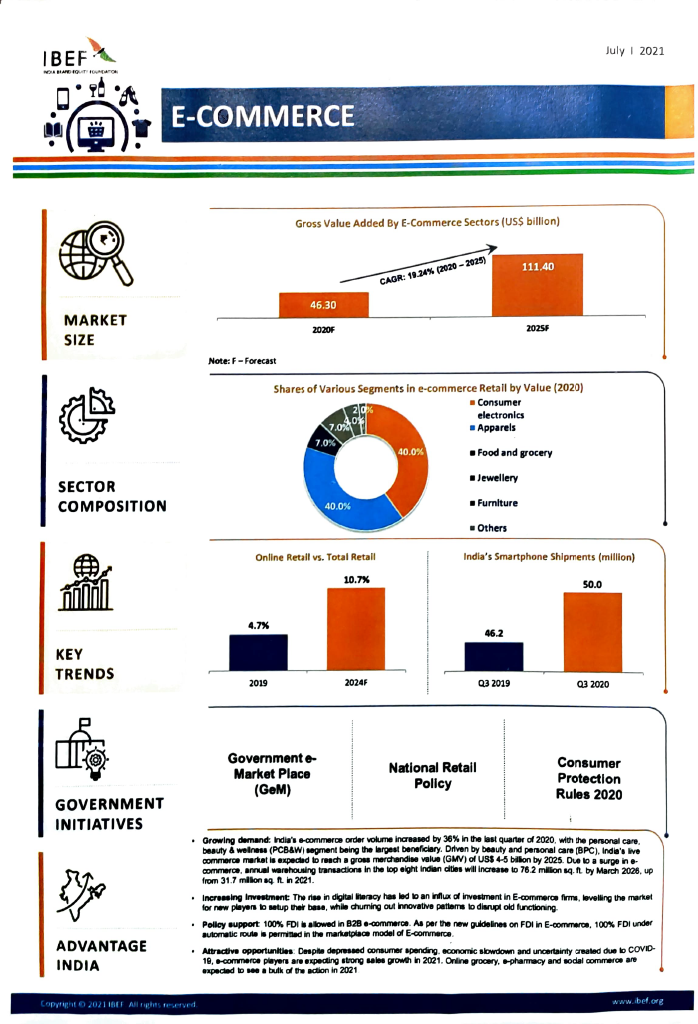 IBEF
INDIA BRAND EQUITY FOUNDATION
July | 2021
E-COMMERCE
MARKET
SIZE
Gross Value Added By E-Commerce Sectors (US$ billion)
CAGR: 19.24% (2020 – 2025)
46.30
111.40
2020F
2025F
Note: F – Forecast
SECTOR
COMPOSITION
Shares of Various Segments in e-commerce Retail by Value (2020)
40.0%
40.0%
7.0%
7.0%
4.0%
2.0%
Consumer
electronics
Apparels
Food and grocery
Jewellery
Furniture
Others
KEY
TRENDS
Online Retail vs. Total Retail
4.7%
10.7%
2019
2024F
India's Smartphone Shipments (million)
46.2
50.0
Q3 2019
Q3 2020
GOVERNMENT
INITIATIVES
Government e-
Market Place
(GeM)
National Retail
Policy
Consumer
Protection
Rules 2020
ADVANTAGE
INDIA
• Growing demand: India's e-commerce order volume increased by 36% in the last quarter of 2020, with the personal care,
beauty & wellness (PCB&W) segment being the largest beneficiary. Driven by beauty and personal care (BPC), India's live
commerce market is expected to reach a gross merchandise value (GMV) of US$ 4-5 billion by 2025. Due to a surge in e-
commerce, annual warehousing transactions in the top eight Indian cities will increase to 76.2 million sq. ft. by March 2026, up
from 31.7 million sq. ft. in 2021.
• Increasing Investment: The rise in digital literacy has led to an influx of investment in E-commerce firms, levelling the market
for new players to setup their base, while churning out innovative patterns to disrupt old functioning.
• Policy support: 100% FDI is allowed in B2B e-commerce. As per the new guidelines on FDI in E-commerce, 100% FDI under
automatic route is permitted in the marketplace model of E-commerce.
• Attractive opportunities: Despite depressed consumer spending, economic slowdown and uncertainty created due to COVID-
19, e-commerce players are expecting strong sales growth in 2021. Online grocery, e-pharmacy and social commerce are
expected to see a bulk of the action in 2021
Copyright © 2021 IBEF All rights reserved.
www.ibef.org